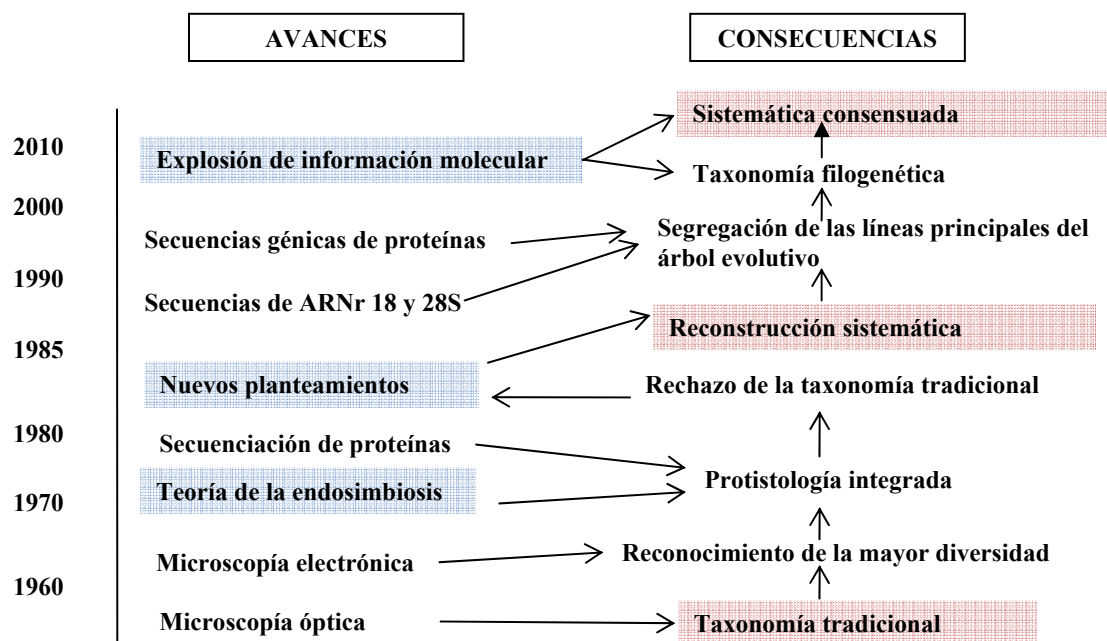 AVANCES
CONSECUENCIAS
Sistemática consensuada
2010
Explosión de información molecular
Taxonomía filogenética
2000
Secuencias génicas de proteínas
Segregación de las líneas principales del
árbol evolutivo
1990
Secuencias de ARNr 18 y 28S
Reconstrucción sistemática
1985
Nuevos planteamientos
Rechazo de la taxonomía tradicional
1980
Secuenciación de proteínas
Protistología integrada
Teoría de la endosimbiosis
1970
Microscopía electrónica
Reconocimiento de la mayor diversidad
1960
Microscopía óptica
Taxonomía tradicional